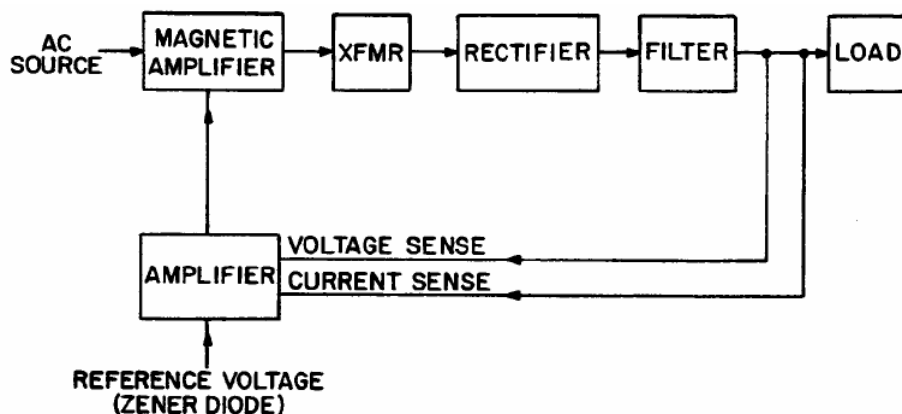 AC
SOURCE
MAGNETIC
AMPLIFIER
XFMR
RECTIFIER
FILTER
LOAD
AMPLIFIER
VOLTAGE SENSE
CURRENT SENSE
REFERENCE VOLTAGE
(ZENER DIODE)